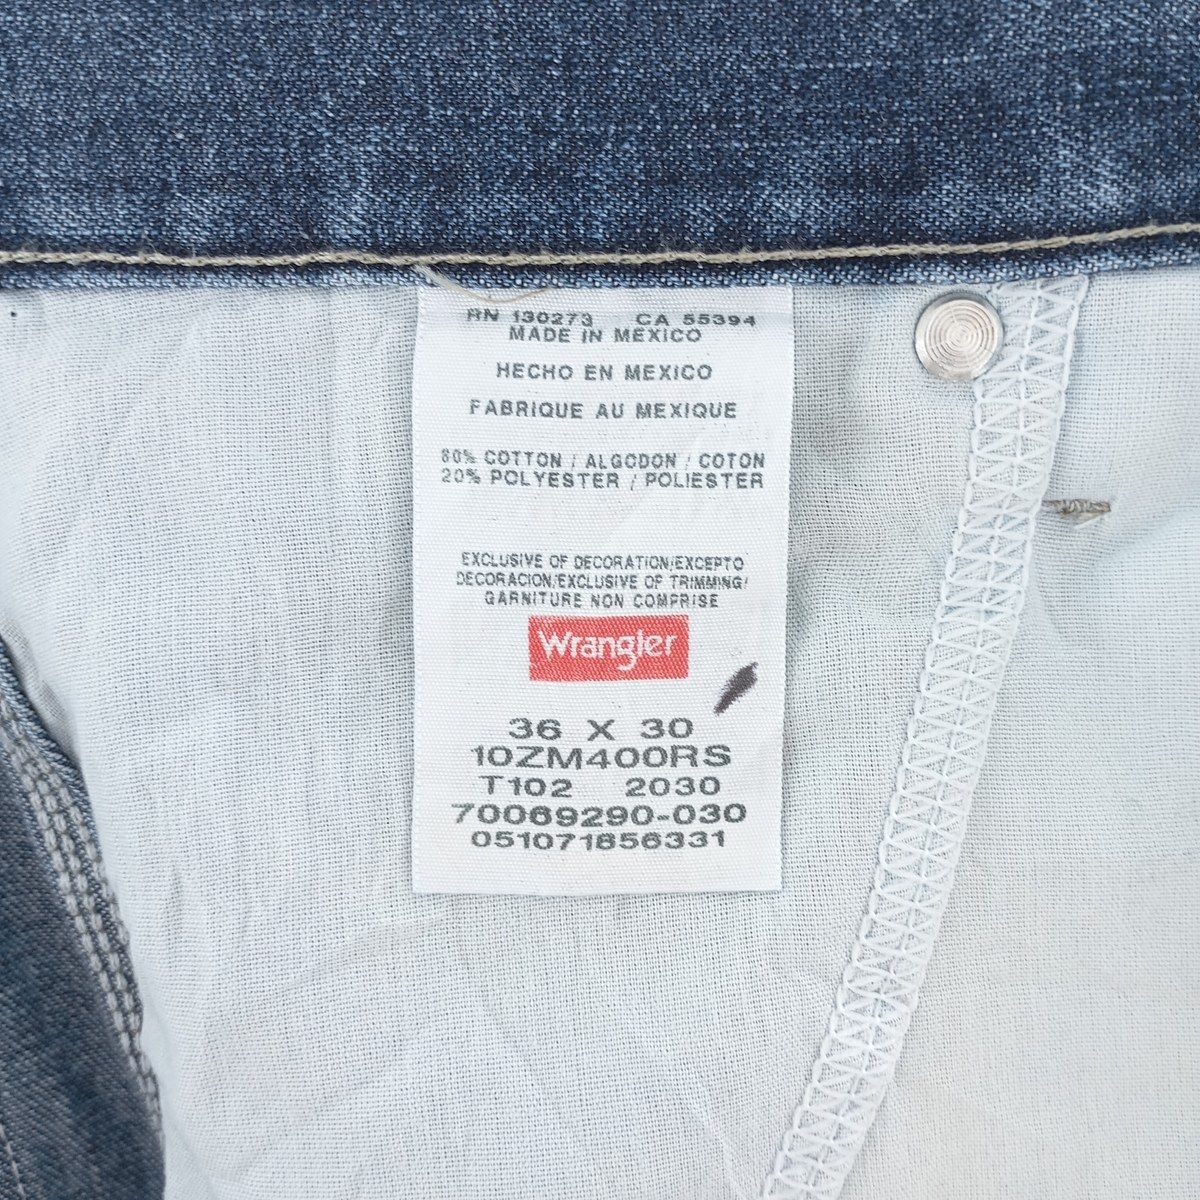 RN 130273 CA 55394
MADE IN MEXICO
HECHO EN MEXICO
FABRIQUE AU MEXIQUE
80% COTTON / ALGODON / COTON
20% POLYESTER / POLIESTER
EXCLUSIVE OF DECORATION/EXCEPTO
DECORACION/EXCLUSIVE OF TRIMMING/
GARNITURE NON COMPRISE
Wrangler
36 X 30
10ZM400RS
T102 2030
70069290-030
051071856331